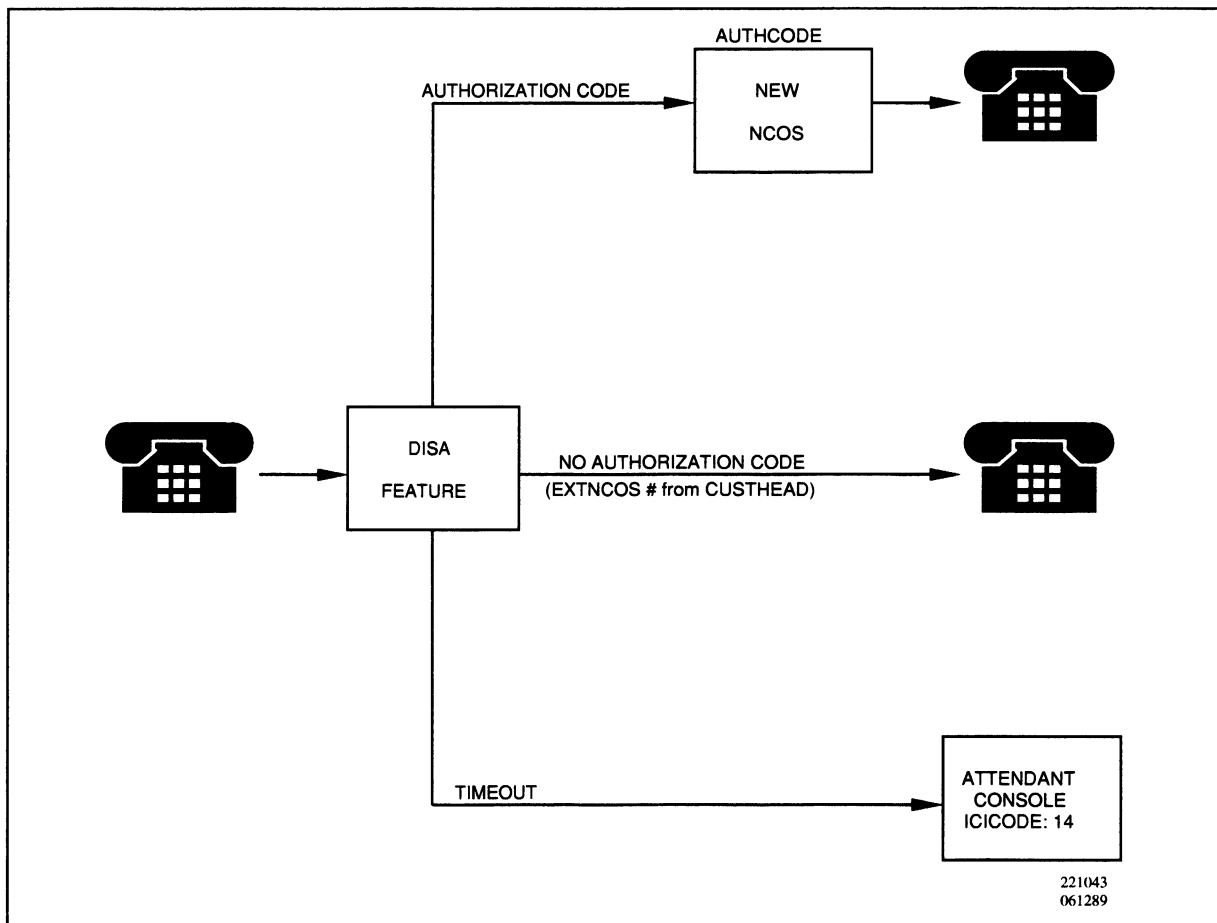 AUTHCODE
AUTHORIZATION CODE
NEW
NCOS
DISA
FEATURE
NO AUTHORIZATION CODE
(EXTNCOS # from CUSTHEAD)
TIMEOUT
ATTENDANT
CONSOLE
ICICODE: 14
221043
061289